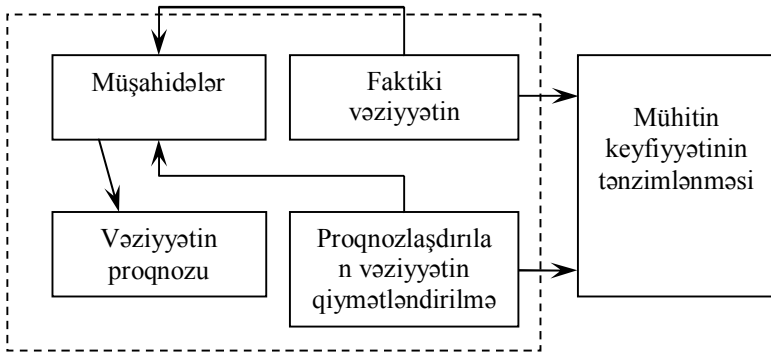 Müşahidələr
Faktiki
vəziyyətin
Mühitin
keyfiyyətinin
tənzimlənməsi
Vəziyyətin
proqnozu
Proqnozlaşdırıla
n vəziyyətin
qiymətləndirilmə